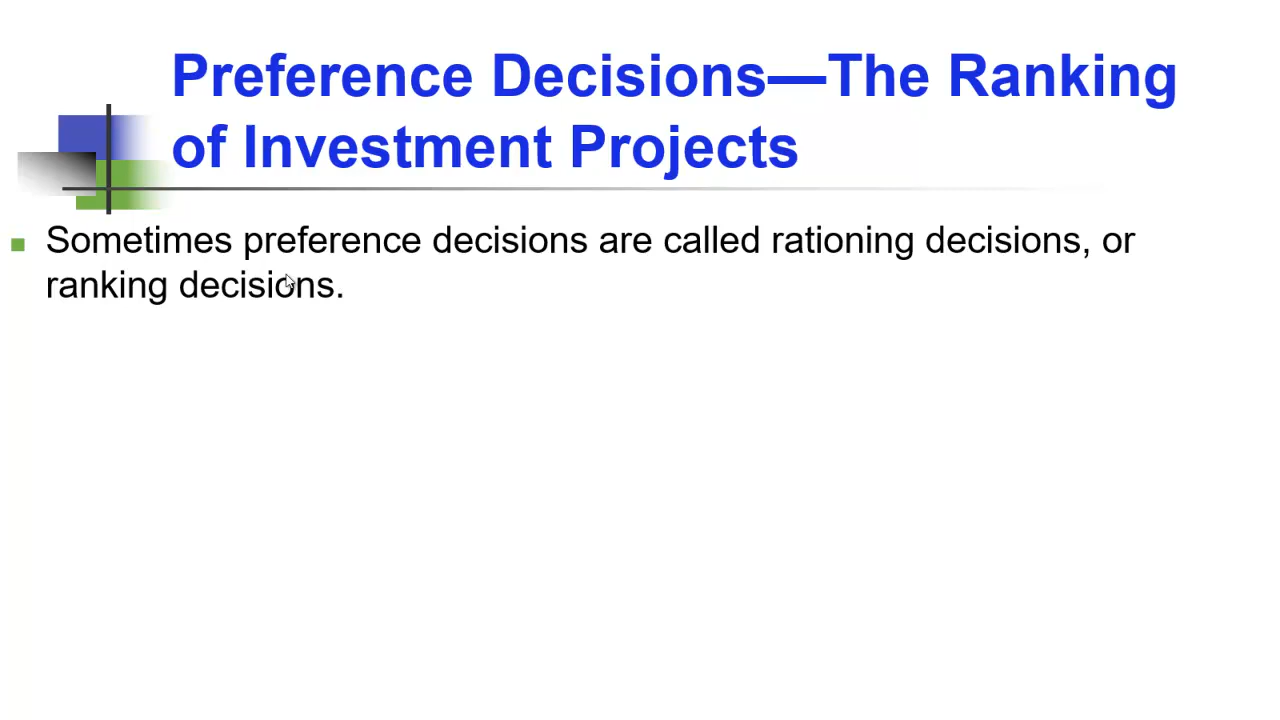 Preference Decisions—The Ranking
of Investment Projects
Sometimes preference decisions are called rationing decisions, or
ranking decisions.